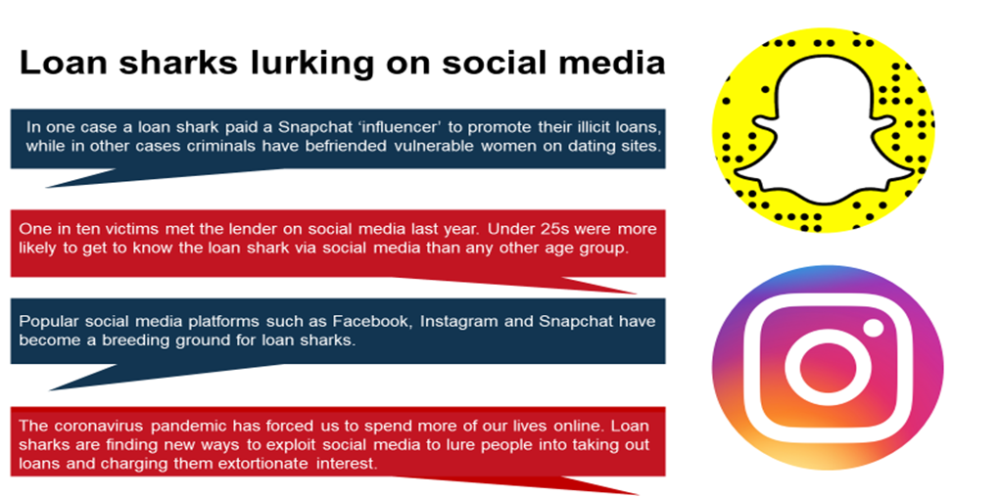 Loan sharks lurking on social media
In one case a loan shark paid a Snapchat ‘influencer’ to promote their illicit loans,
while in other cases criminals have befriended vulnerable women on dating sites.
One in ten victims met the lender on social media last year. Under 25s were more
likely to get to know the loan shark via social media than any other age group.
Popular social media platforms such as Facebook, Instagram and Snapchat have
become a breeding ground for loan sharks.
The coronavirus pandemic has forced us to spend more of our lives online. Loan
sharks are finding new ways to exploit social media to lure people into taking out
loans and charging them extortionate interest.